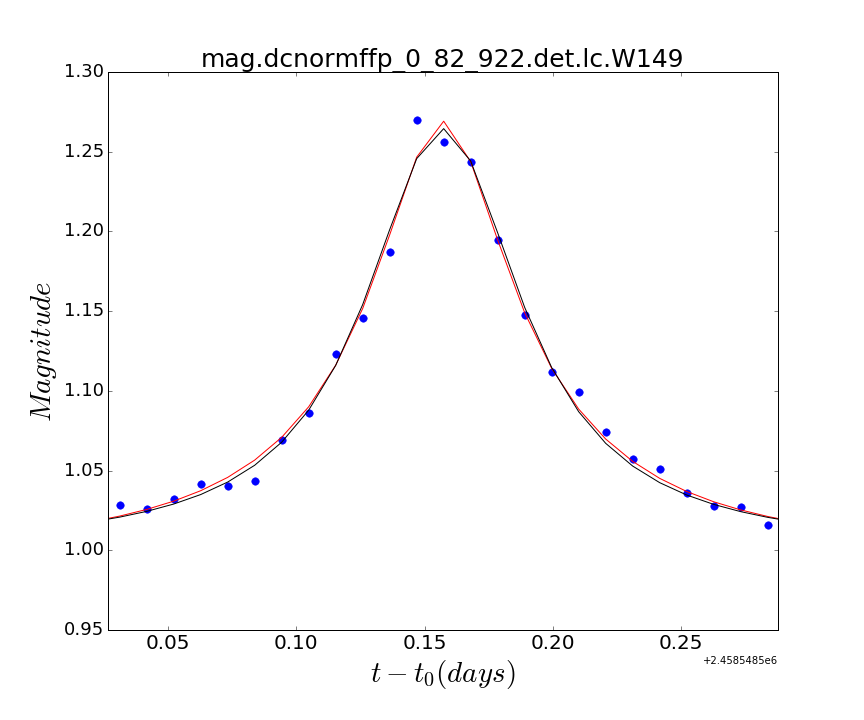 mag.dcnormffp_0_82_922.det.lc.W149
1.30
1.25
1.20
1.15
1.10
1.05
1.00
0.95
Magnitude
0.05 0.10 0.15 0.20 0.25
+2.4585485e6
t − t₀(days)